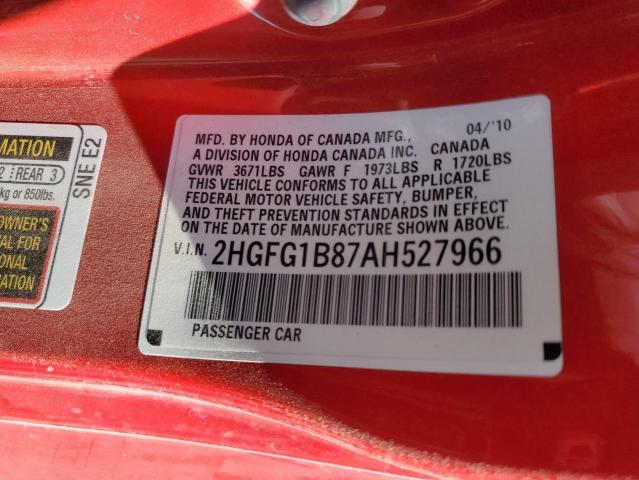 MATION
2 REAR 3
kg or 850lbs.
OWNER'S
AL FOR
ONAL
ATION
SNE E2
MFD. BY HONDA OF CANADA MFG., 04/'10
A DIVISION OF HONDA CANADA INC. CANADA
GVWR 3671LBS GAWR F 1973LBS R 1720LBS
THIS VEHICLE CONFORMS TO ALL APPLICABLE
FEDERAL MOTOR VEHICLE SAFETY, BUMPER,
AND THEFT PREVENTION STANDARDS IN EFFECT
ON THE DATE OF MANUFACTURE SHOWN ABOVE.
V.I.N. 2HGFG1B87AH527966
PASSENGER CAR